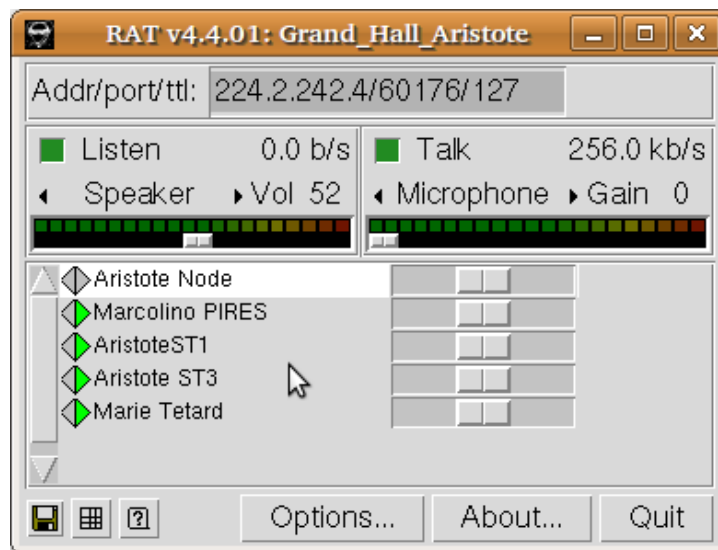 RAT v4.4.01: Grand_Hall_Aristote
Addr/port/ttl: 224.2.242.4/60176/127
Listen 0.0 b/s Talk 256.0 kb/s
Speaker Vol 52 Microphone Gain 0
Aristote Node
Marcolino PIRES
AristoteST1
Aristote ST3
Marie Tetard
Options... About... Quit